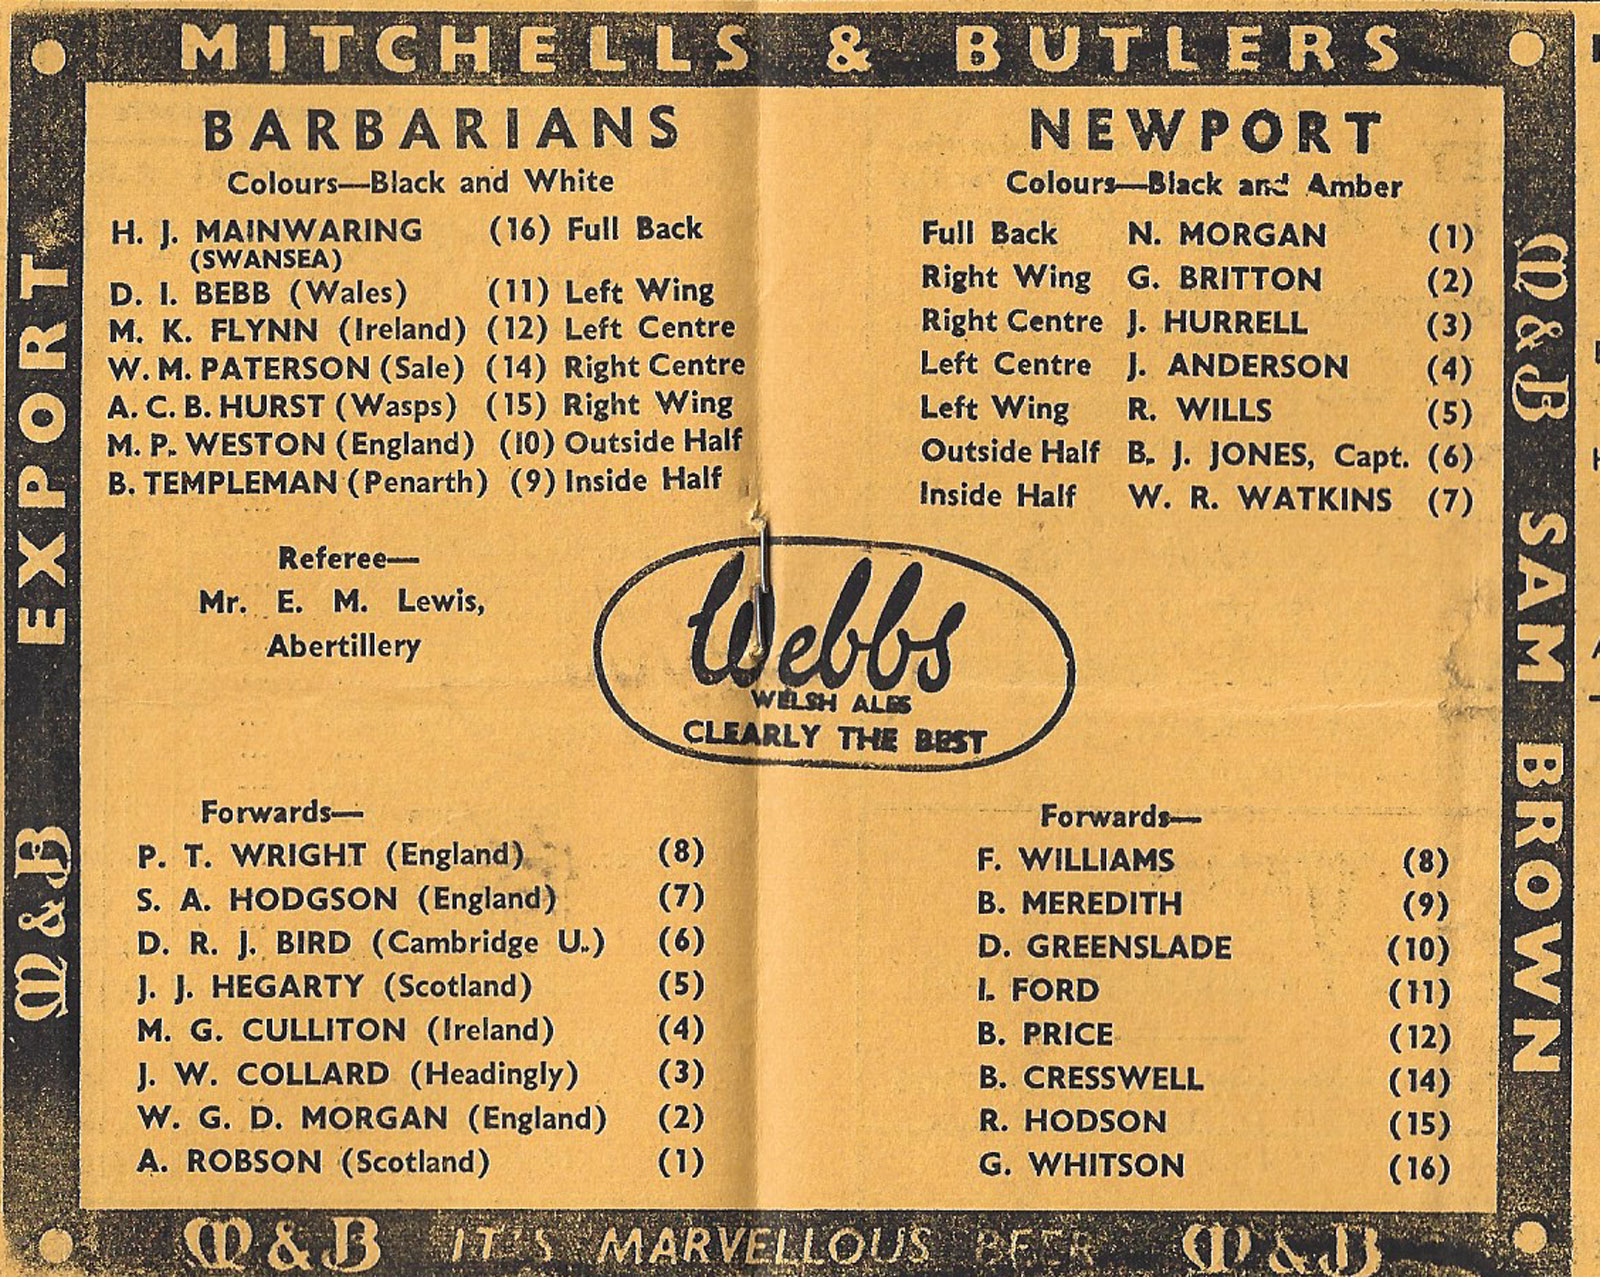 MITCHELLS & BUTLERS
EXPORT
M&B
M&B
SAM BROWN
BARBARIANS
Colours—Black and White
H. J. MAINWARING (16) Full Back
(SWANSEA)
D. I. BEBB (Wales) (11) Left Wing
M. K. FLYNN (Ireland) (12) Left Centre
W. M. PATERSON (Sale) (14) Right Centre
A. C. B. HURST (Wasps) (15) Right Wing
M. P. WESTON (England) (10) Outside Half
B. TEMPLEMAN (Penarth) (9) Inside Half
Referee—
Mr. E. M. Lewis,
Abertillery
Forwards—
P. T. WRIGHT (England) (8)
S. A. HODGSON (England) (7)
D. R. J. BIRD (Cambridge U.) (6)
J. J. HEGARTY (Scotland) (5)
M. G. CULLITON (Ireland) (4)
J. W. COLLARD (Headingly) (3)
W. G. D. MORGAN (England) (2)
A. ROBSON (Scotland) (1)
Webbs
WELSH ALES
CLEARLY THE BEST
NEWPORT
Colours—Black and Amber
Full Back N. MORGAN (1)
Right Wing G. BRITTON (2)
Right Centre J. HURRELL (3)
Left Centre J. ANDERSON (4)
Left Wing R. WILLS (5)
Outside Half B. J. JONES, Capt. (6)
Inside Half W. R. WATKINS (7)
Forwards—
F. WILLIAMS (8)
B. MEREDITH (9)
D. GREENSLADE (10)
I. FORD (11)
B. PRICE (12)
B. CRESSWELL (14)
R. HODSON (15)
G. WHITSON (16)
M&B IT'S MARVELLOUS BEER M&B